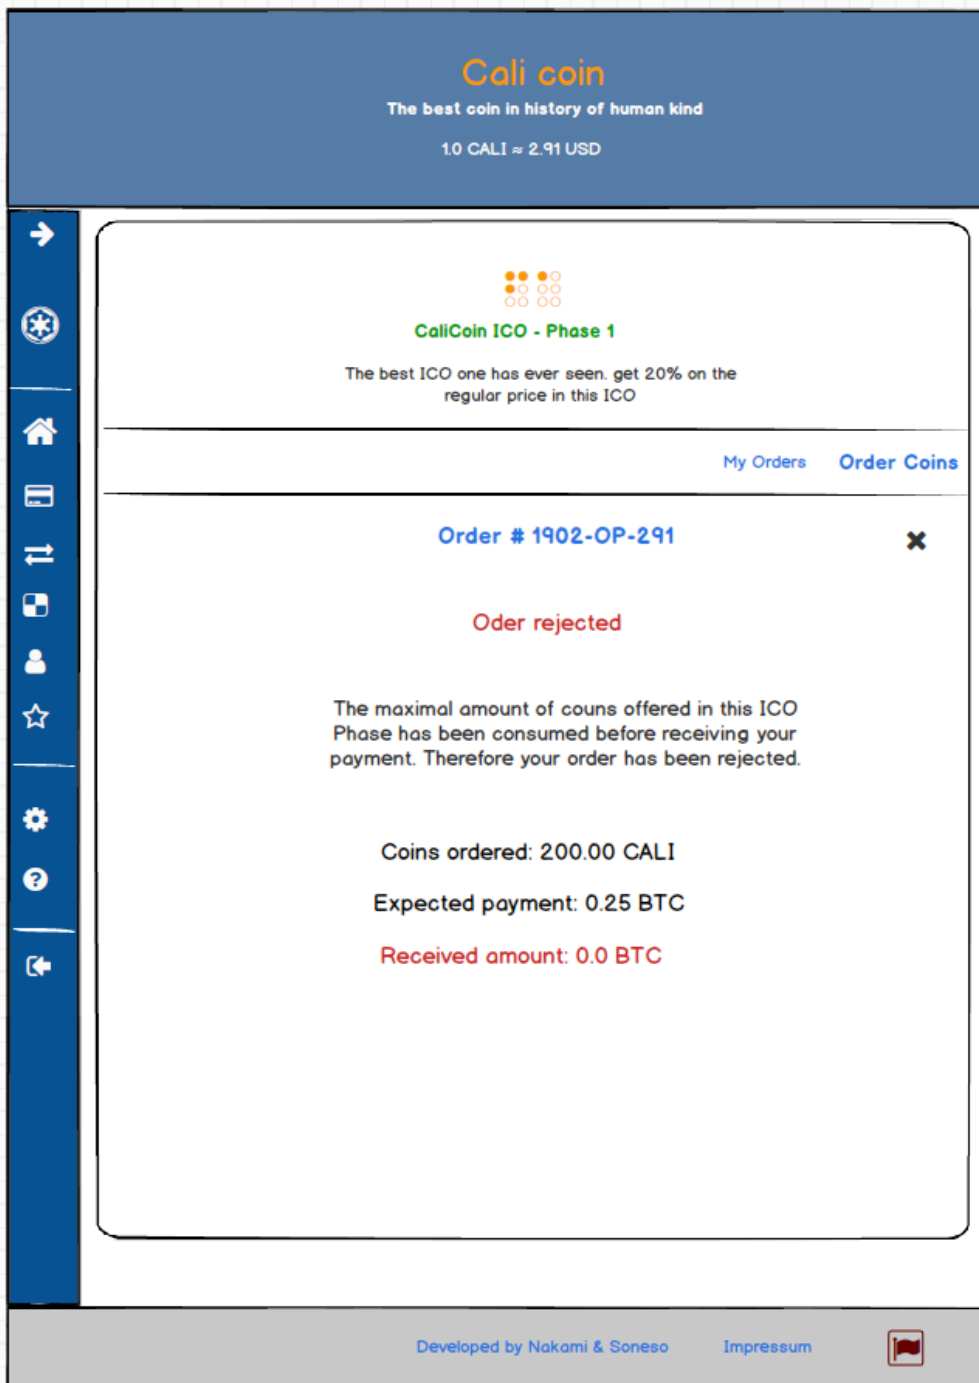 Cali coin
The best coin in history of human kind
1.0 CALI ≈ 2.91 USD
CaliCoin ICO - Phase 1
The best ICO one has ever seen. get 20% on the
regular price in this ICO
My Orders Order Coins
Order # 1902-OP-291
Oder rejected
The maximal amount of couns offered in this ICO
Phase has been consumed before receiving your
payment. Therefore your order has been rejected.
Coins ordered: 200.00 CALI
Expected payment: 0.25 BTC
Received amount: 0.0 BTC
Developed by Nakami & Soneso Impressum